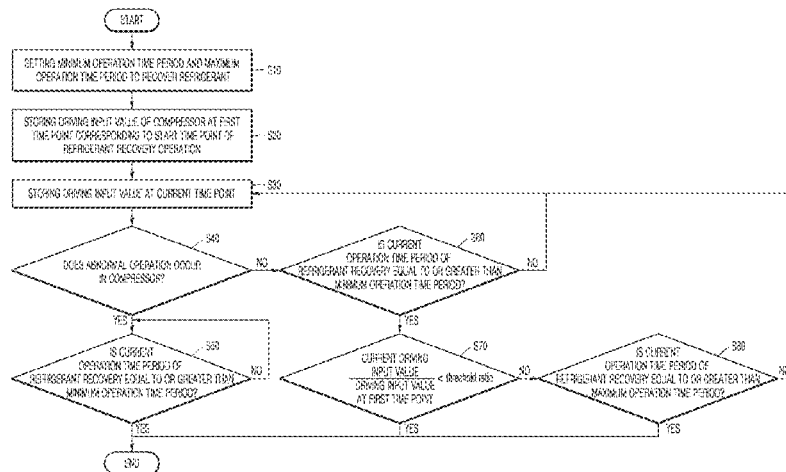 START
SETTING MINIMUM OPERATION TIME PERIOD AND MAXIMUM
OPERATION TIME PERIOD TO RECOVER REFRIGERANT
S10
STORING DRIVING INPUT VALUE OF COMPRESSOR AT FIRST
TIME POINT CORRESPONDING TO START TIME POINT OF
REFRIGERANT RECOVERY OPERATION
S20
STORING DRIVING INPUT VALUE AT CURRENT TIME POINT
S30
DOES ABNORMAL OPERATION OCCUR
IN COMPRESSOR?
S40
NO
YES
IS CURRENT
OPERATION TIME PERIOD OF
REFRIGERANT RECOVERY EQUAL TO OR GREATER THAN
MINIMUM OPERATION TIME PERIOD?
S60
NO
YES
IS CURRENT
OPERATION TIME PERIOD OF
REFRIGERANT RECOVERY EQUAL TO OR GREATER THAN
MINIMUM OPERATION TIME PERIOD?
S50
NO
YES
CURRENT DRIVING
INPUT VALUE
DRIVING INPUT VALUE
AT FIRST TIME POINT
< threshold ratio
S70
NO
YES
IS CURRENT
OPERATION TIME PERIOD OF
REFRIGERANT RECOVERY EQUAL TO OR GREATER THAN
MAXIMUM OPERATION TIME PERIOD?
S80
NO
YES
END